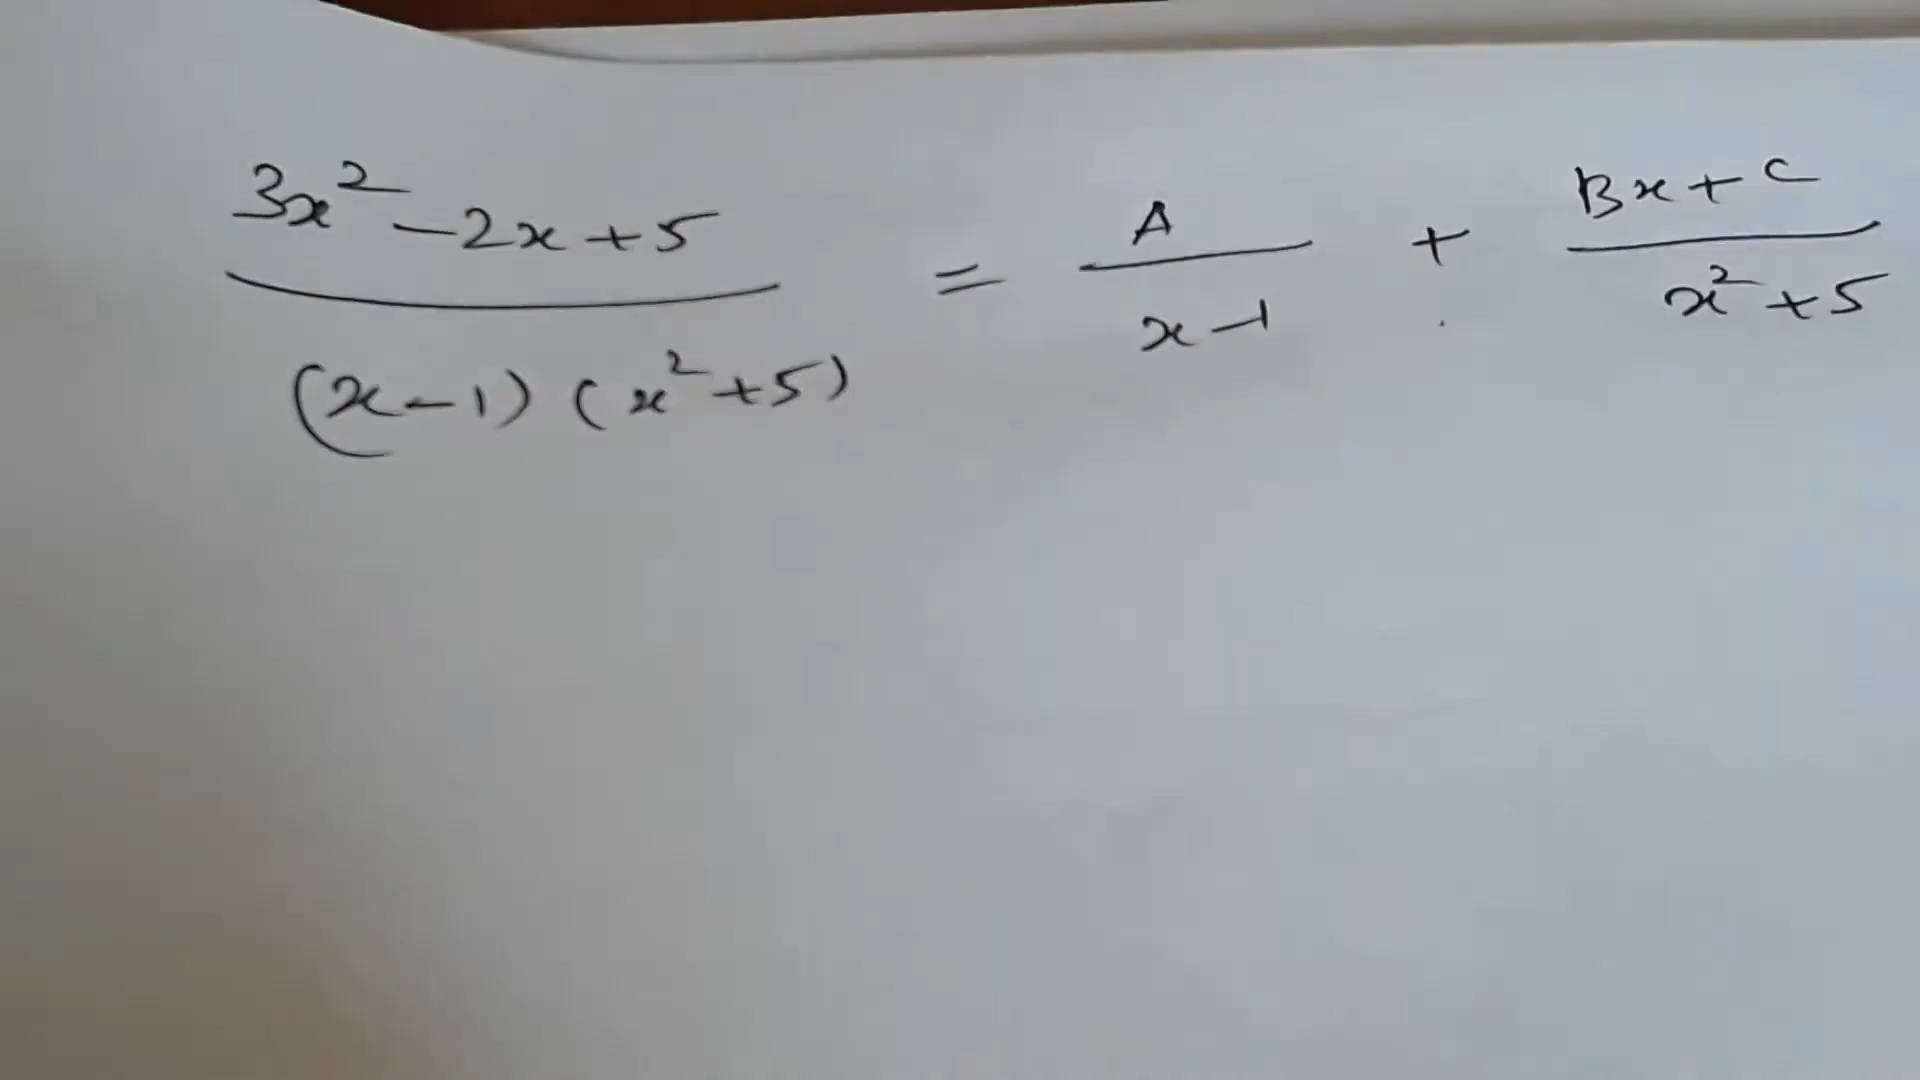 3x² - 2x + 5 / (x - 1) (x² + 5) = A / x - 1 + Bx + C / x² + 5